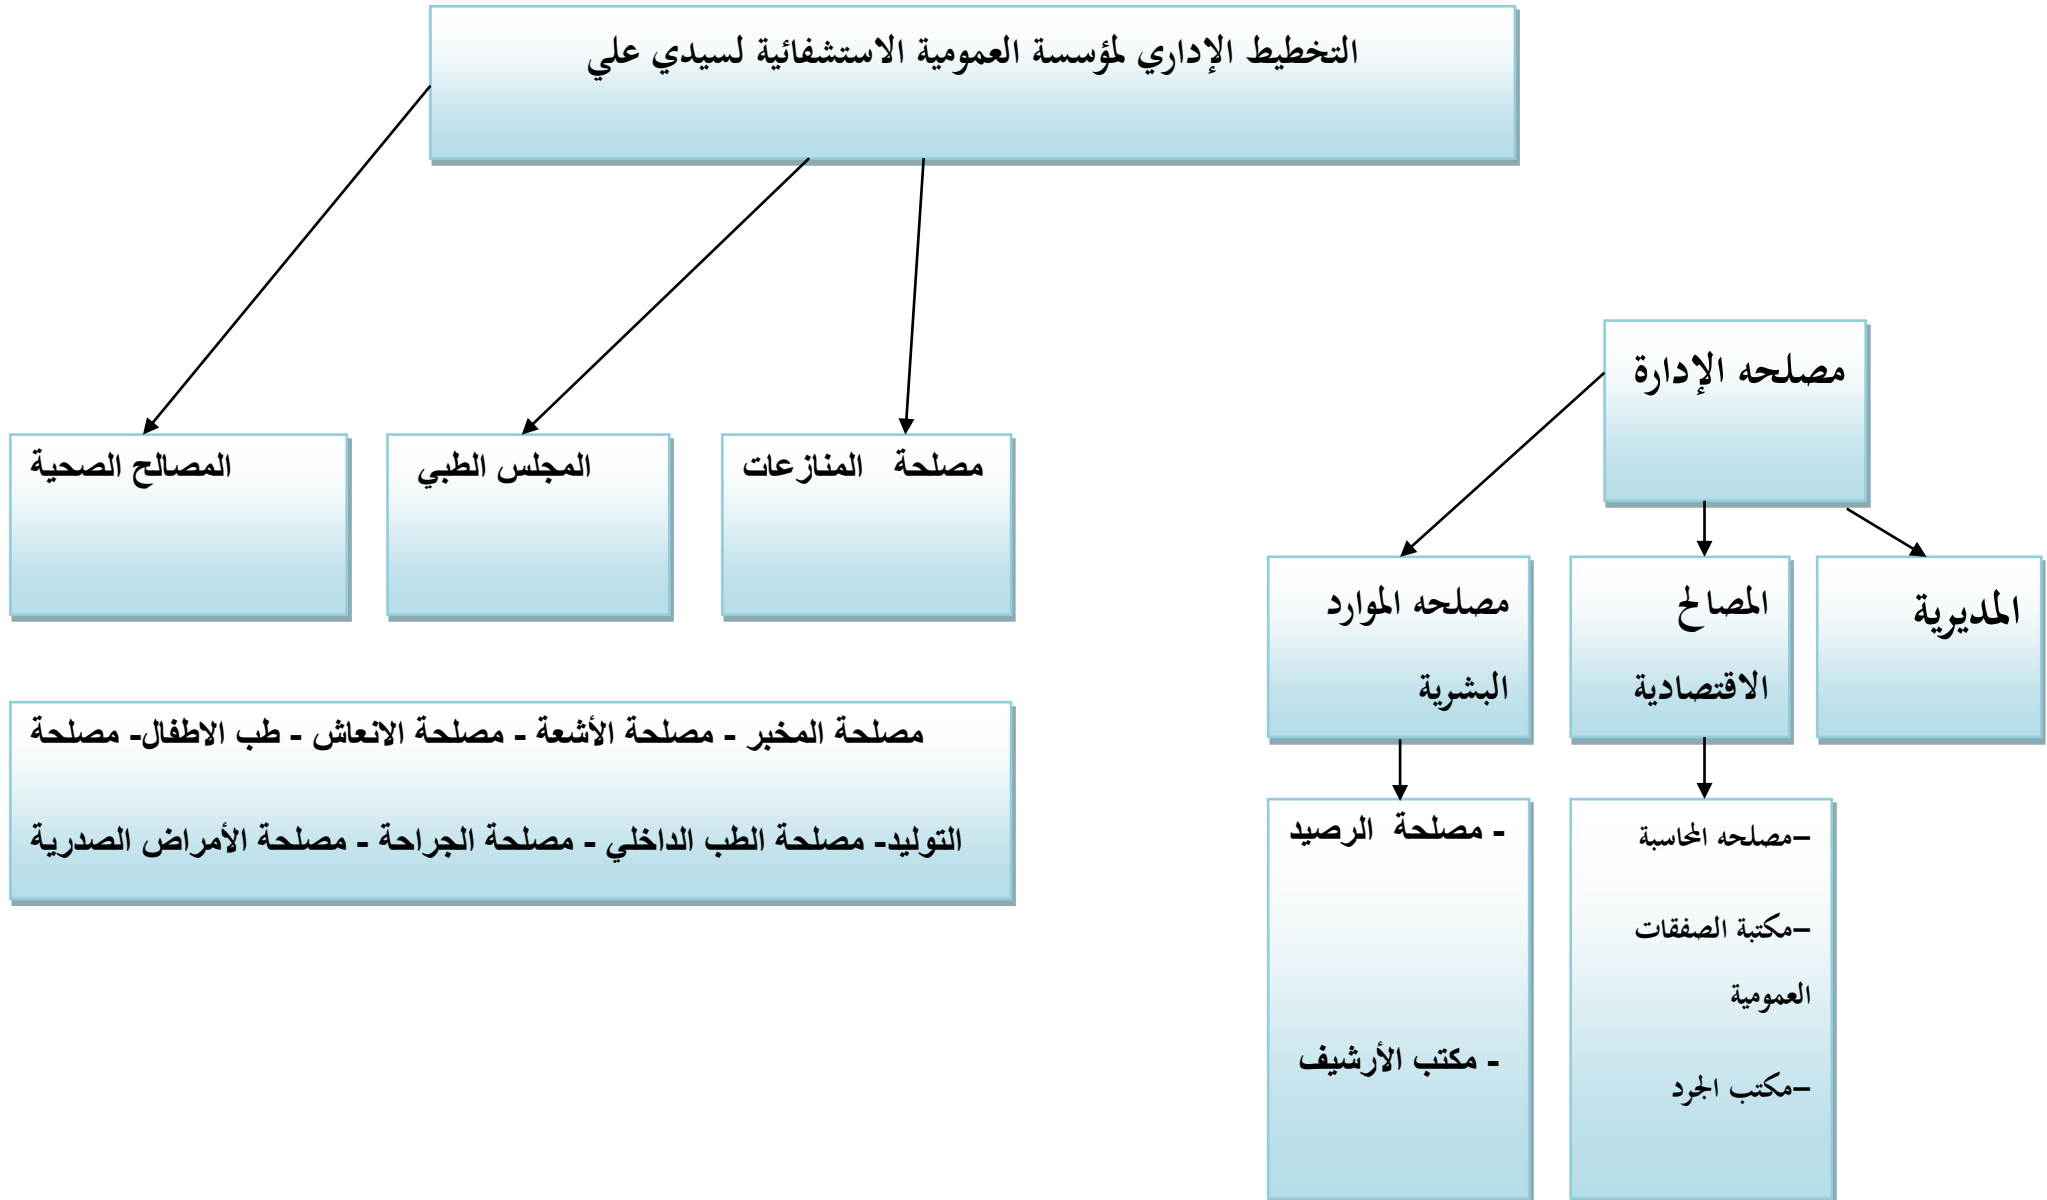 التخطيط الإداري لمؤسسة العمومية الاستشفائية لسيدي علي
مصلحه الإدارة
مصلحة المنازعات
المجلس الطبي
المصالح الصحية
المديرية
المصالح
الاقتصادية
مصلحه الموارد
البشرية
مصلحة المخبر - مصلحة الأشعة - مصلحة الانعاش - طب الاطفال- مصلحة
التوليد- مصلحة الطب الداخلي - مصلحة الجراحة - مصلحة الأمراض الصدرية
–مصلحه المحاسبة
–مكتبة الصفقات
العمومية
–مكتب الجرد
- مصلحة الرصيد
- مكتب الأرشيف